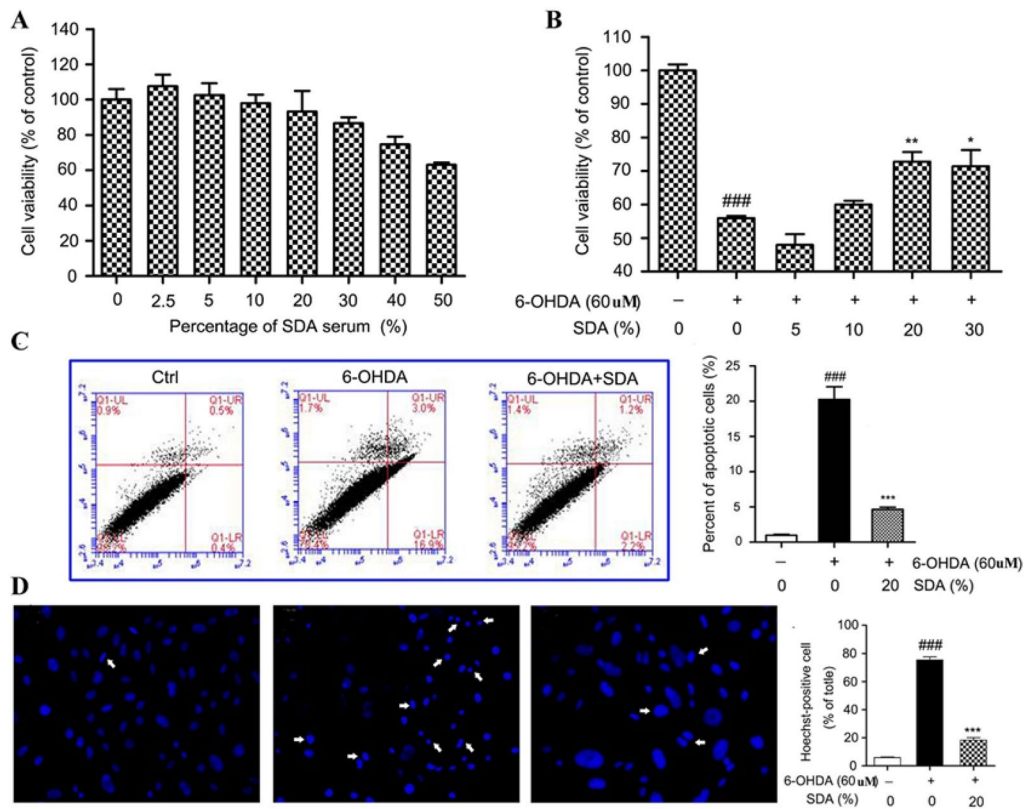 A
Cell vaiability (% of control)
140
120
100
80
60
40
20
0
0 2.5 5 10 20 30 40 50
Percentage of SDA serum (%)
B
Cell vaiability (% of control)
110
100
90
80
70
60
50
40
###
**
*
6-OHDA (60uM) − + + + + +
SDA (%) 0 0 5 10 20 30
C
Ctrl
Q1-UL
0.9%
Q1-UR
0.5%
Q1-LR
0.4%
6-OHDA
Q1-UL
1.7%
Q1-UR
3.0%
Q1-LR
16.9%
6-OHDA+SDA
Q1-UL
1.4%
Q1-UR
1.2%
Q1-LR
2.2%
Percent of apoptotic cells (%)
25
20
15
10
5
0
###
***
− + + 6-OHDA (60uM)
0 0 20 SDA (%)
D
Hoechst-positive cell
(% of totle)
100
80
60
40
20
0
###
***
6-OHDA (60uM) − + +
SDA (%) 0 0 20